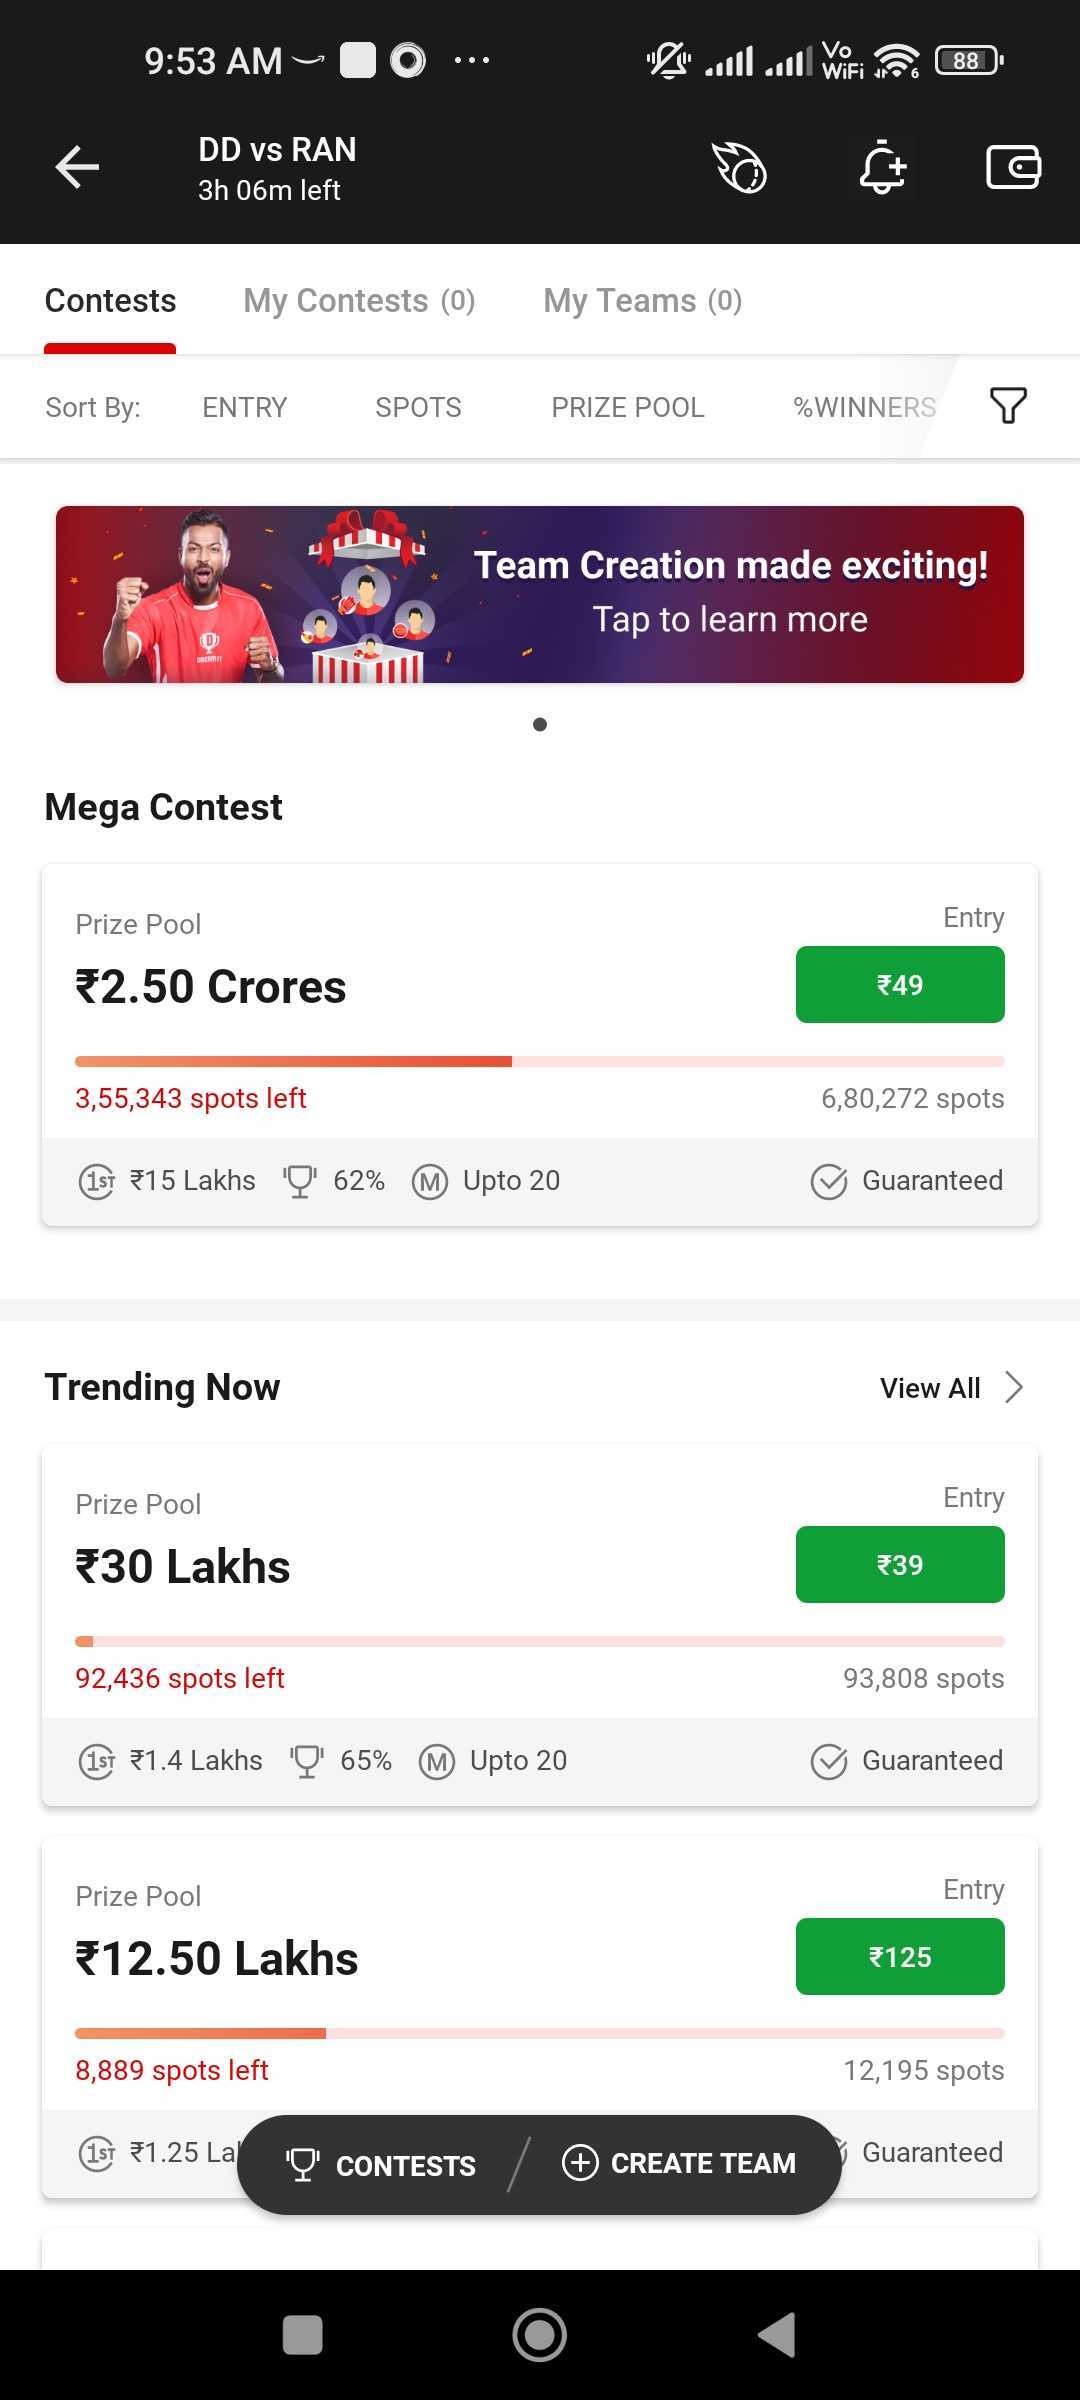 9:53 AM
Vo
WiFi
6
88
DD vs RAN
3h 06m left
Contests
My Contests (0)
My Teams (0)
Sort By:
ENTRY
SPOTS
PRIZE POOL
%WINNERS
Team Creation made exciting!
Tap to learn more
Mega Contest
Prize Pool
Entry
₹2.50 Crores
₹49
3,55,343 spots left
6,80,272 spots
1ST ₹15 Lakhs
62%
M Upto 20
Guaranteed
Trending Now
View All
Prize Pool
Entry
₹30 Lakhs
₹39
92,436 spots left
93,808 spots
1ST ₹1.4 Lakhs
65%
M Upto 20
Guaranteed
Prize Pool
Entry
₹12.50 Lakhs
₹125
8,889 spots left
12,195 spots
1ST ₹1.25
Guaranteed
CONTESTS
CREATE TEAM